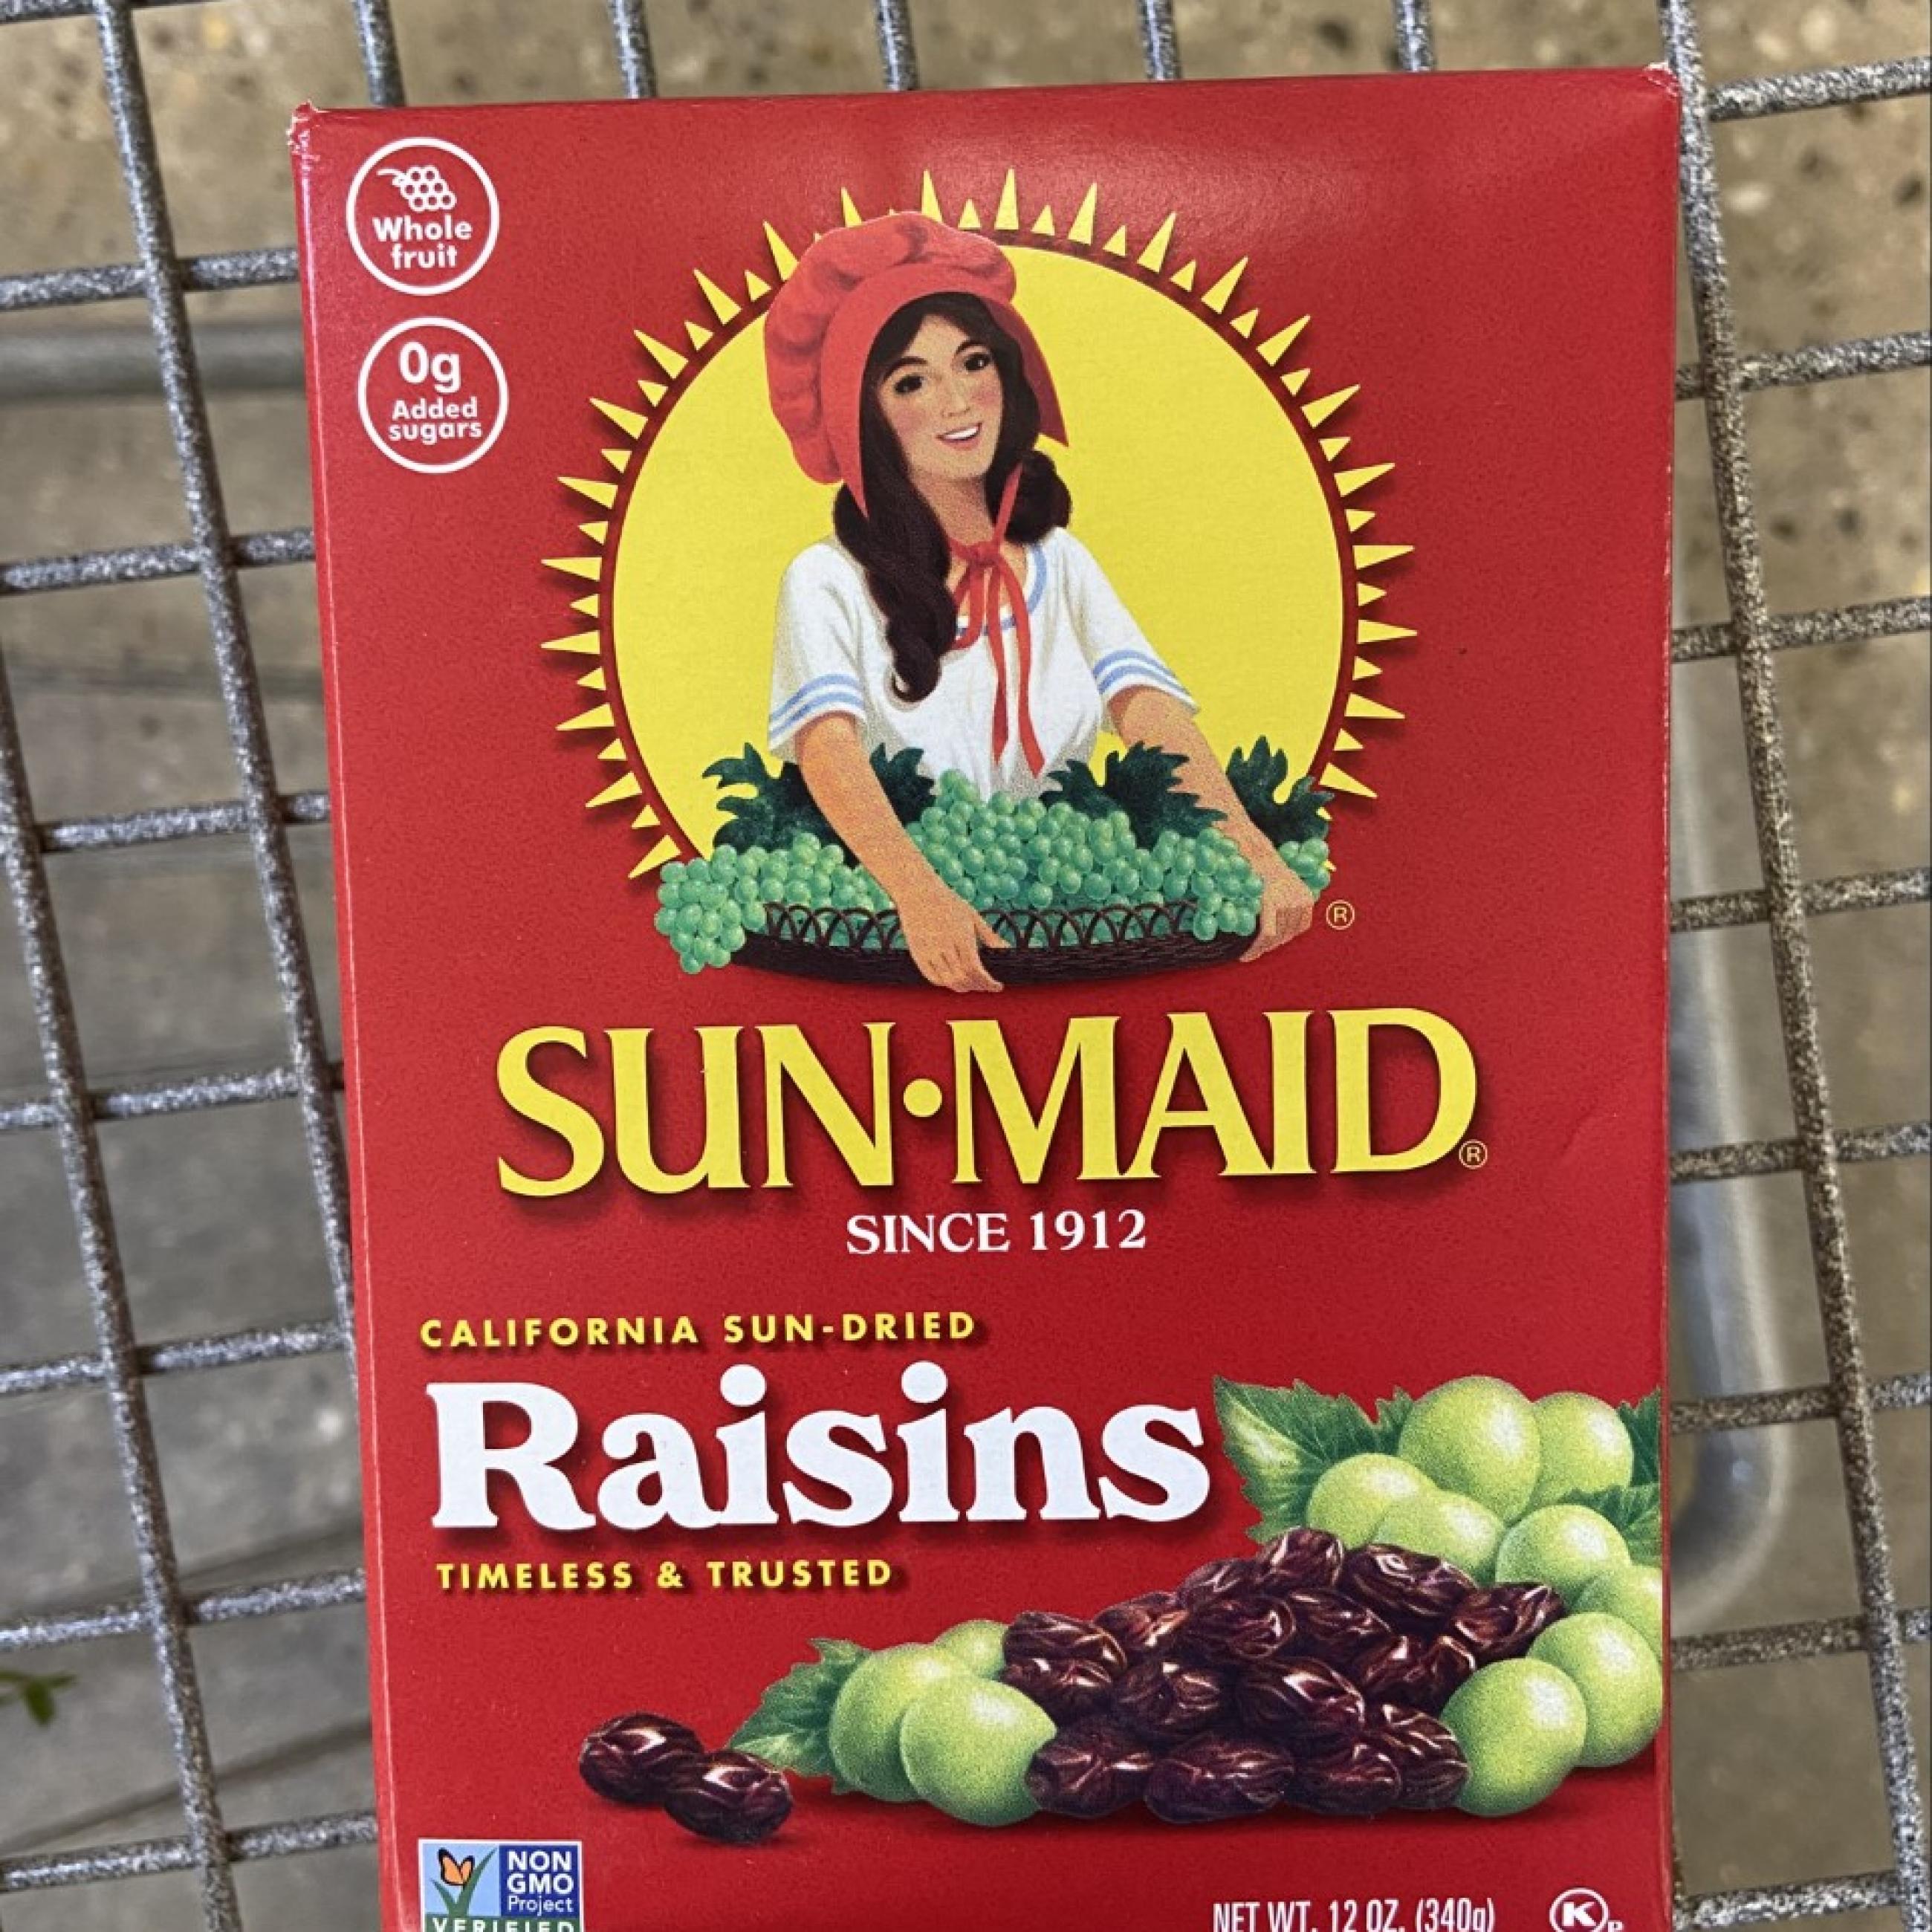 Whole
fruit
0g
Added
sugars
®
SUN•MAID®
SINCE 1912
CALIFORNIA SUN-DRIED
Raisins
TIMELESS & TRUSTED
NON
GMO
Project
VERIFIED
NET WT. 12 OZ. (340g)
K P